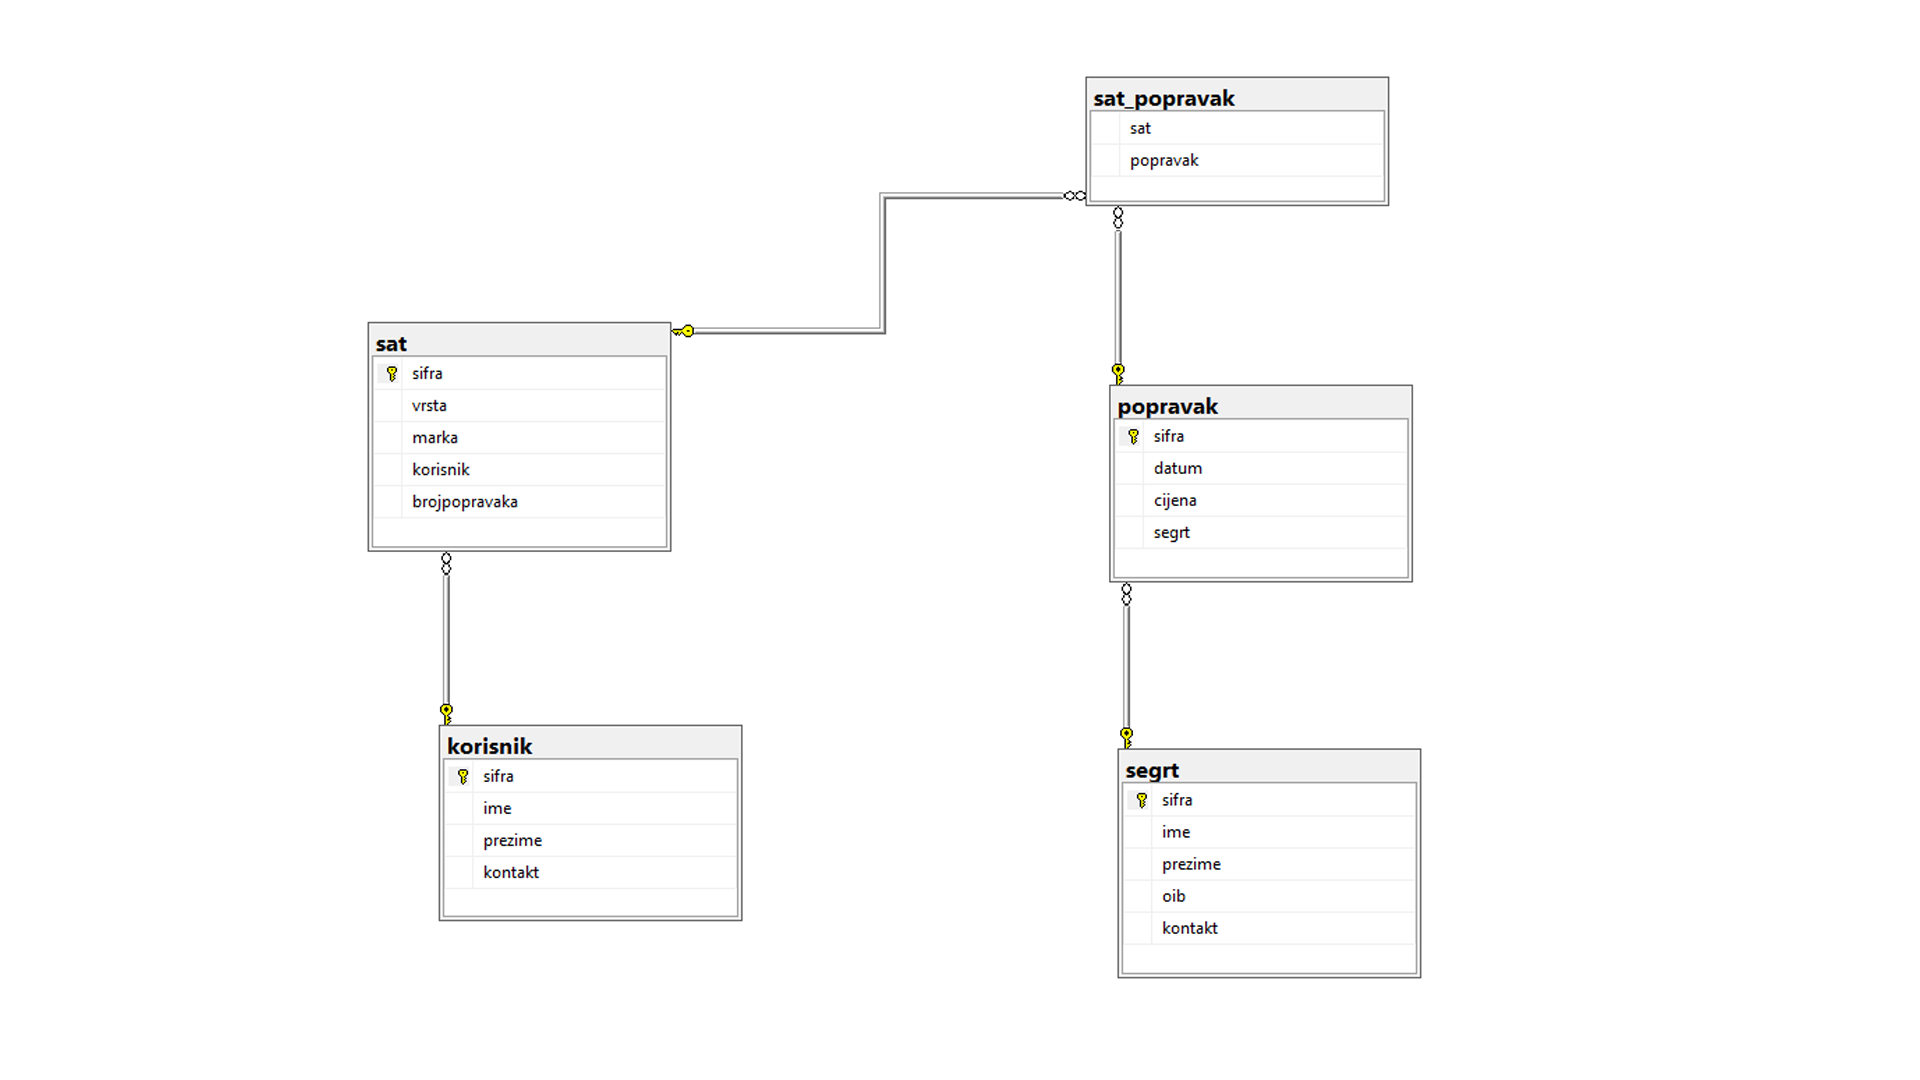 sat_popravak
sat
popravak
sat
sifra
vrsta
marka
korisnik
brojpopravaka
popravak
sifra
datum
cijena
segrt
korisnik
sifra
ime
prezime
kontakt
segrt
sifra
ime
prezime
oib
kontakt